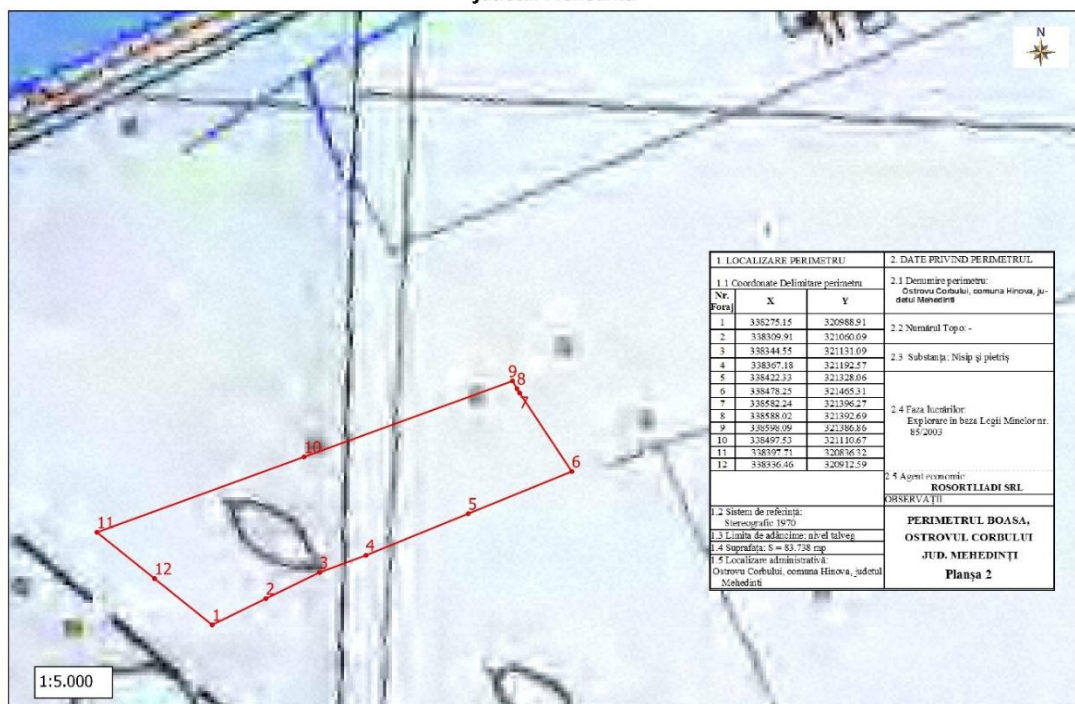 N
9
8
7
10
6
11
5
4
12
3
2
1
1:5.000
1. LOCALIZARE PERIMETRU
1.1 Coordonate Delimitare perimetru
Nr. Foraj X Y
1 338275.15 320988.91
2 338309.91 321060.09
3 338344.55 321131.09
4 338367.18 321192.57
5 338422.33 321328.06
6 338478.25 321465.31
7 338582.24 321396.27
8 338588.02 321392.69
9 338598.09 321386.86
10 338497.53 321110.67
11 338397.71 320836.32
12 338336.46 320912.59
1.2 Sistem de referință:
Stereografic 1970
1.3 Limita de adâncime: nivel talveg
1.4 Suprafața: S = 83.738 mp
1.5 Localizare administrativă:
Ostrovu Corbului, comuna Hinova, județul
Mehedinti
2. DATE PRIVIND PERIMETRUL
2.1 Denumire perimetru:
Ostrovu Corbului, comuna Hinova, ju-
detul Mehedinti
2.2 Numărul Topo: -
2.3 Substanța: Nisip și pietriș
2.4 Faza lucrărilor:
Explorare in baza Legii Minelor nr.
85/2003
2.5 Agent economic:
ROSORTLIADI SRL
OBSERVAȚII
PERIMETRUL BOASA,
OSTROVUL CORBULUI
JUD. MEHEDINȚI
Planșa 2